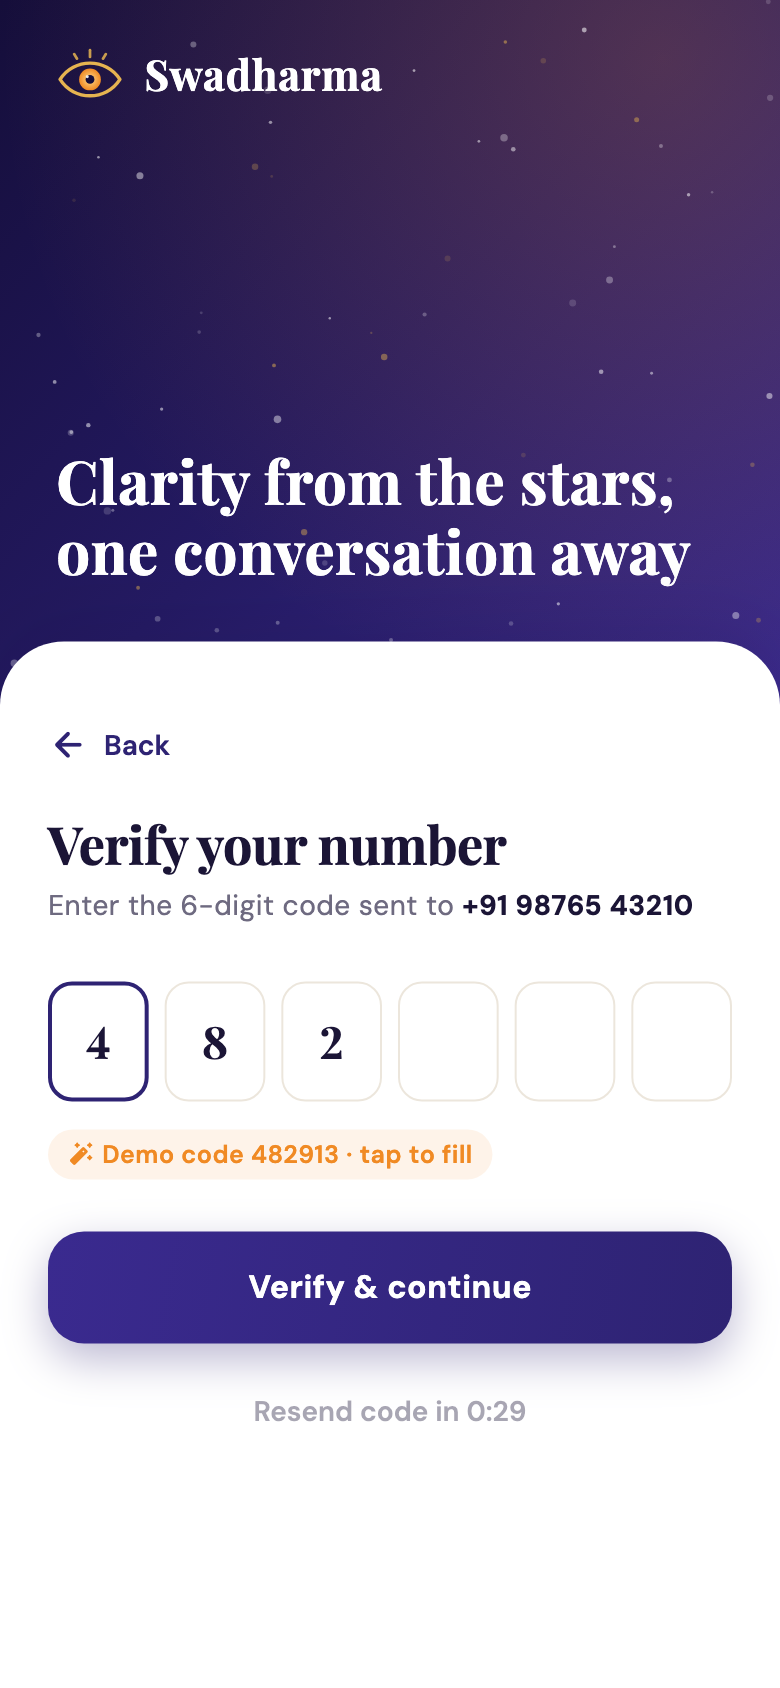 Swadharma
Clarity from the stars,
one conversation away
Back
Verify your number
Enter the 6-digit code sent to +91 98765 43210
4 8 2
Demo code 482913 · tap to fill
Verify & continue
Resend code in 0:29